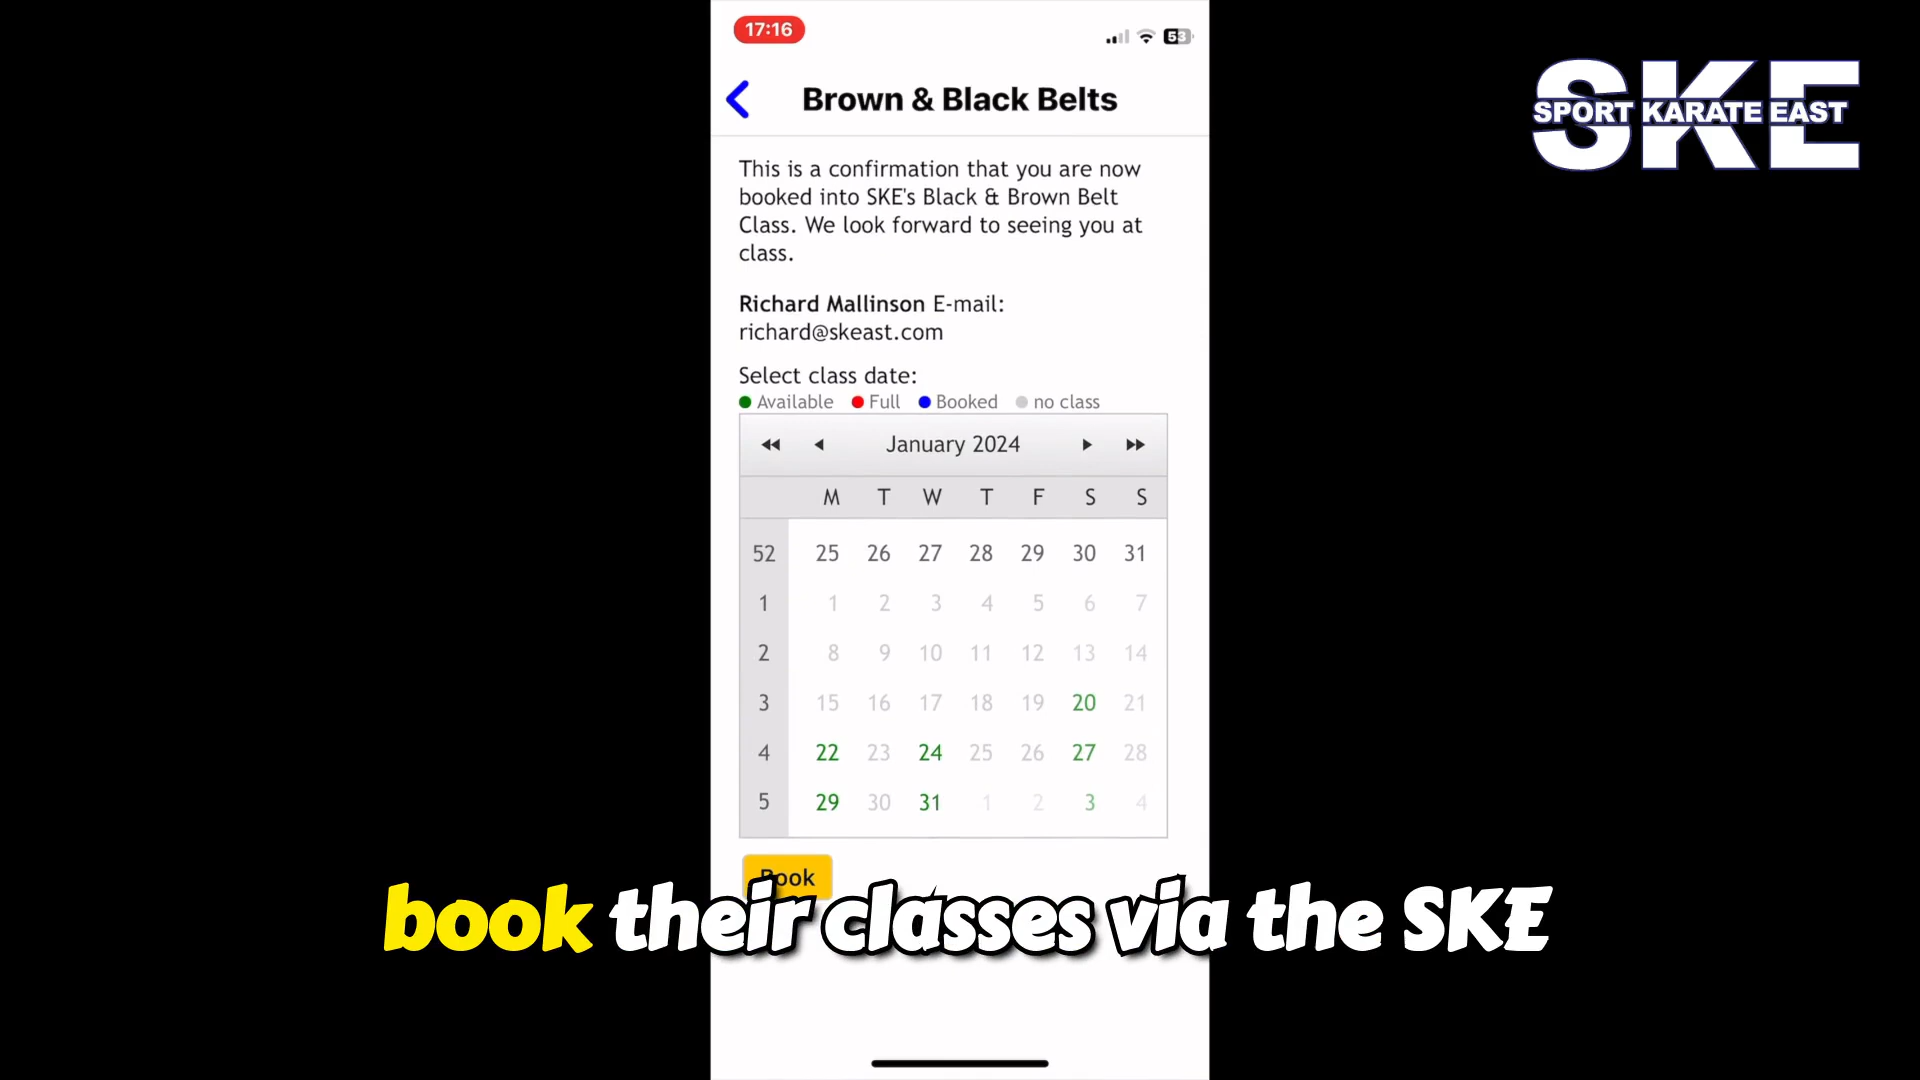 17:16
53
Brown & Black Belts
SKE
SPORT KARATE EAST
This is a confirmation that you are now
booked into SKE's Black & Brown Belt
Class. We look forward to seeing you at
class.
Richard Mallinson E-mail:
richard@skeast.com
Select class date:
Available Full Booked no class
January 2024
M T W T F S S
52 25 26 27 28 29 30 31
1 1 2 3 4 5 6 7
2 8 9 10 11 12 13 14
3 15 16 17 18 19 20 21
4 22 23 24 25 26 27 28
5 29 30 31 1 2 3 4
Book
book their classes via the SKE